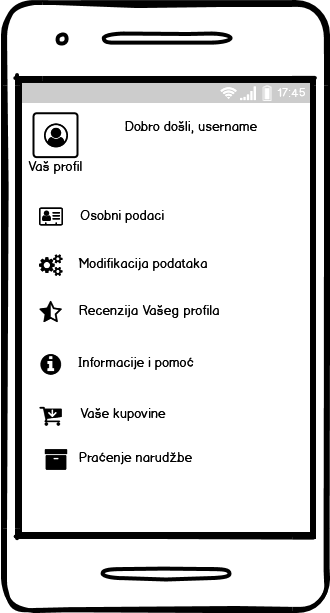 17:45
Dobro došli, username
Vaš profil
Osobni podaci
Modifikacija podataka
Recenzija Vašeg profila
Informacije i pomoć
Vaše kupovine
Praćenje narudžbe